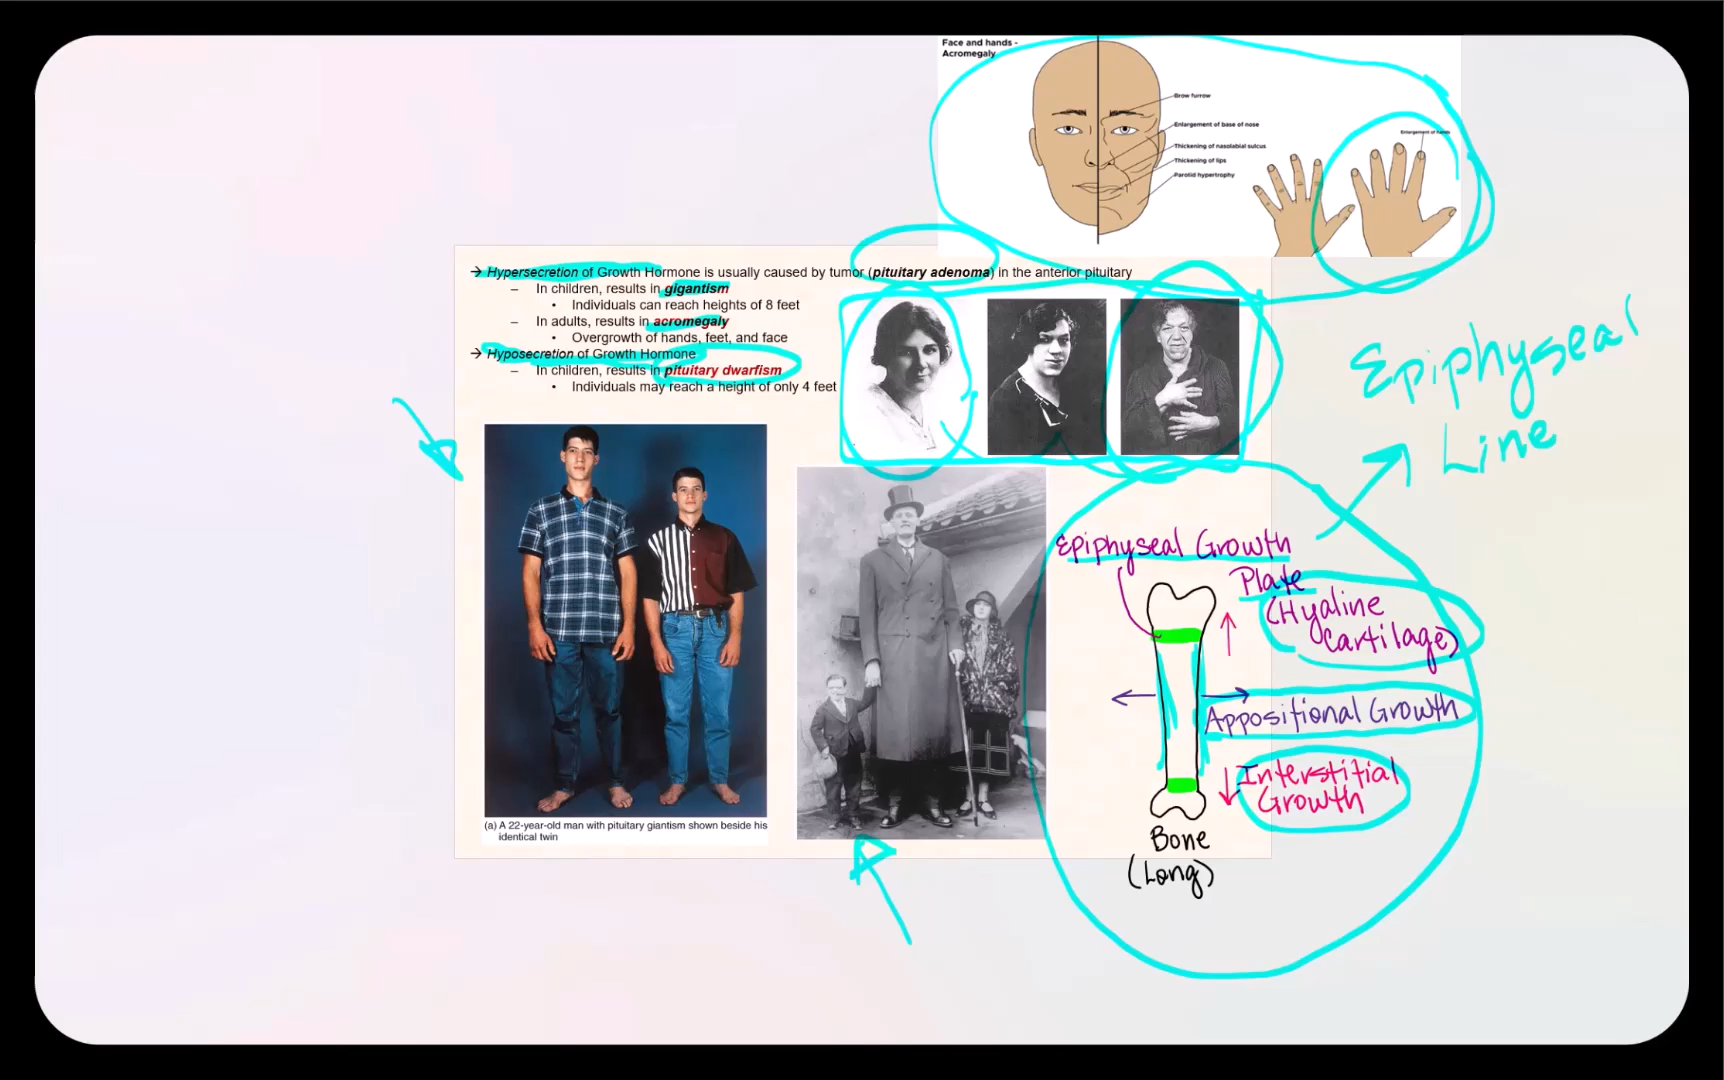 Face and hands -
Acromegaly
Brow furrow
Enlargement of base of nose
Thickening of nasolabial sulcus
Thickening of lips
Parotid hypertrophy
Enlargement of hands
→ Hypersecretion of Growth Hormone is usually caused by tumor (pituitary adenoma) in the anterior pituitary
– In children, results in gigantism
• Individuals can reach heights of 8 feet
– In adults, results in acromegaly
• Overgrowth of hands, feet, and face
→ Hyposecretion of Growth Hormone
– In children, results in pituitary dwarfism
• Individuals may reach a height of only 4 feet
(a) A 22-year-old man with pituitary giantism shown beside his
identical twin
Epiphyseal
Line
Epiphyseal Growth
Plate
(Hyaline
Cartilage)
Appositional Growth
Interstitial
Growth
Bone
(Long)